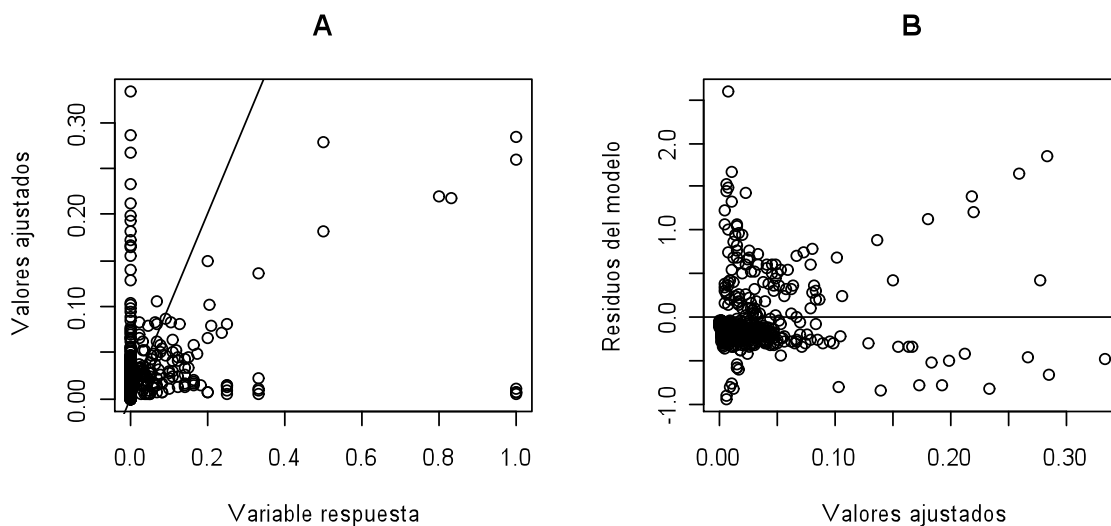 A
Valores ajustados
0.00 0.10 0.20 0.30
0.0 0.2 0.4 0.6 0.8 1.0
Variable respuesta
B
Residuos del modelo
-1.0 0.0 1.0 2.0
0.00 0.10 0.20 0.30
Valores ajustados